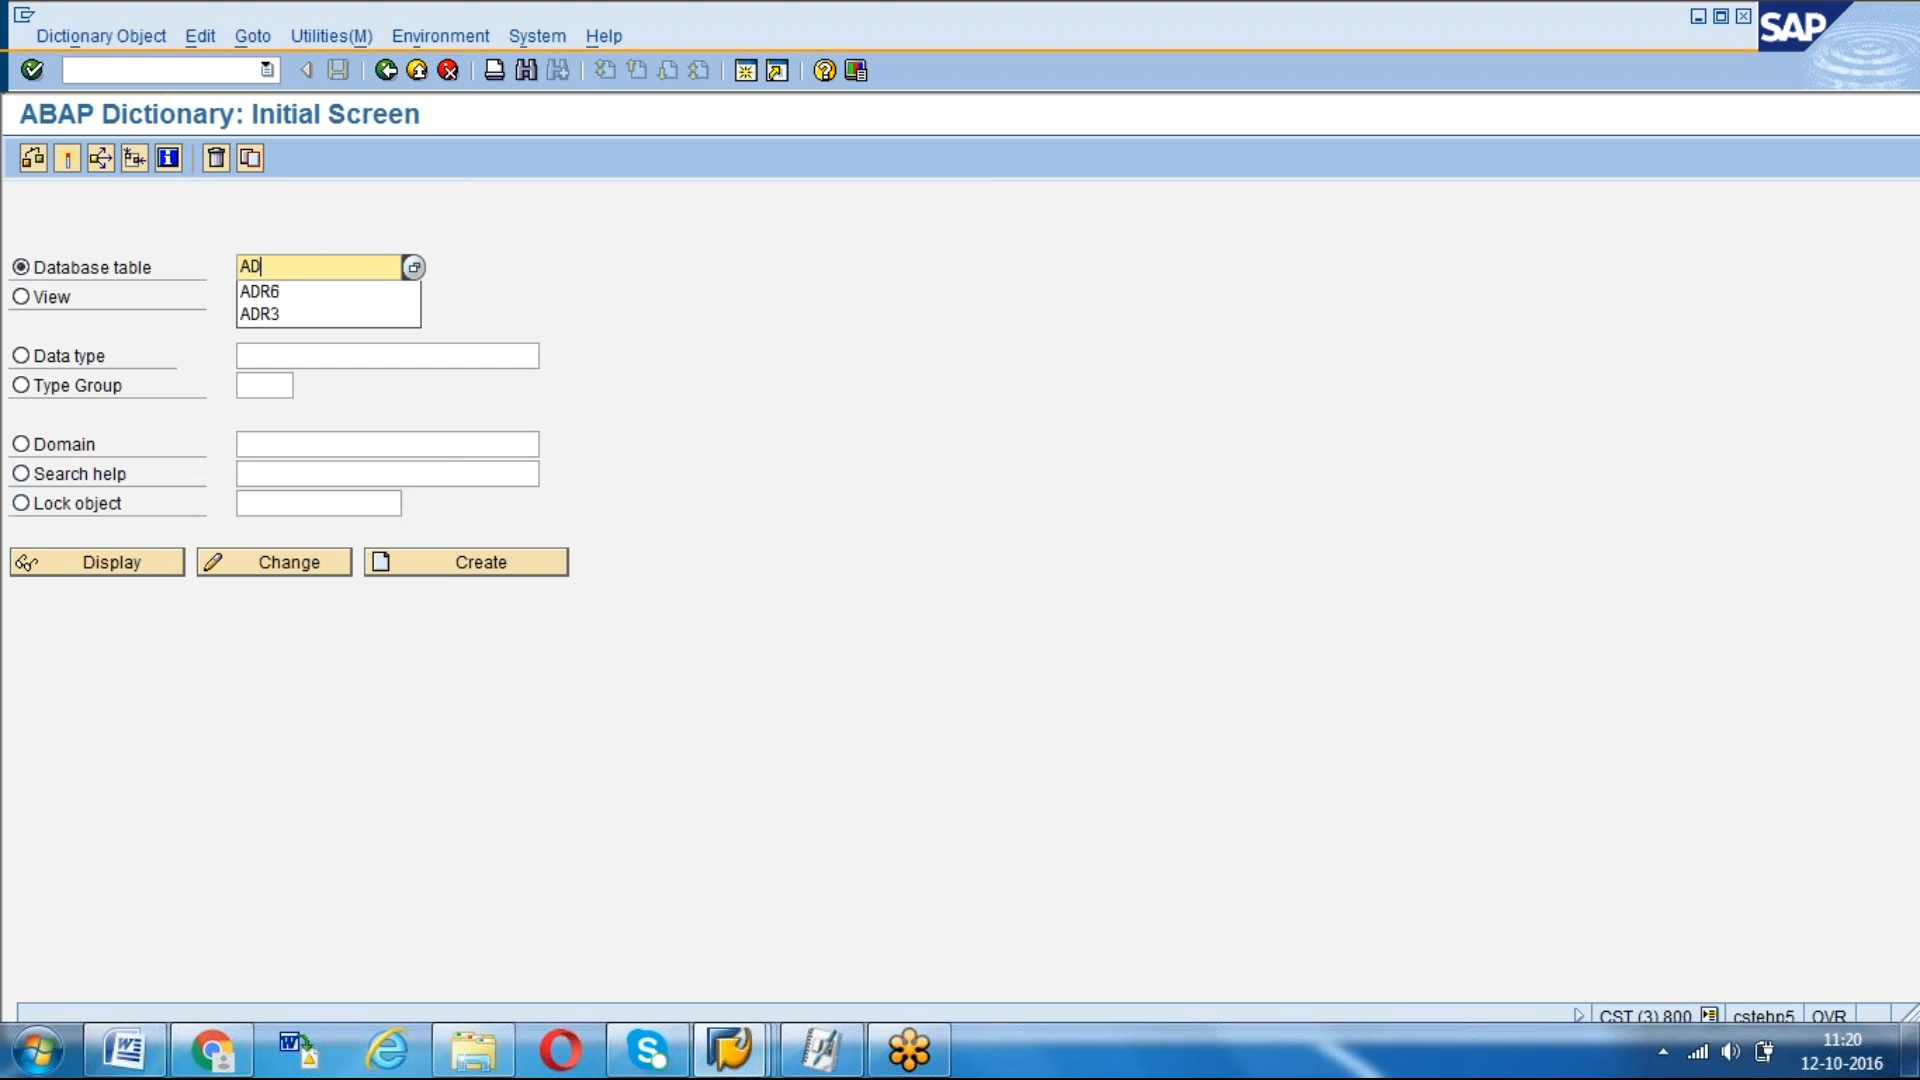 Dictionary Object Edit Goto Utilities(M) Environment System Help
SAP
ABAP Dictionary: Initial Screen
Database table AD
ADR6
View
ADR3
Data type
Type Group
Domain
Search help
Lock object
Display Change Create
CST (3) 800 cstehp5 OVR
11:20
12-10-2016